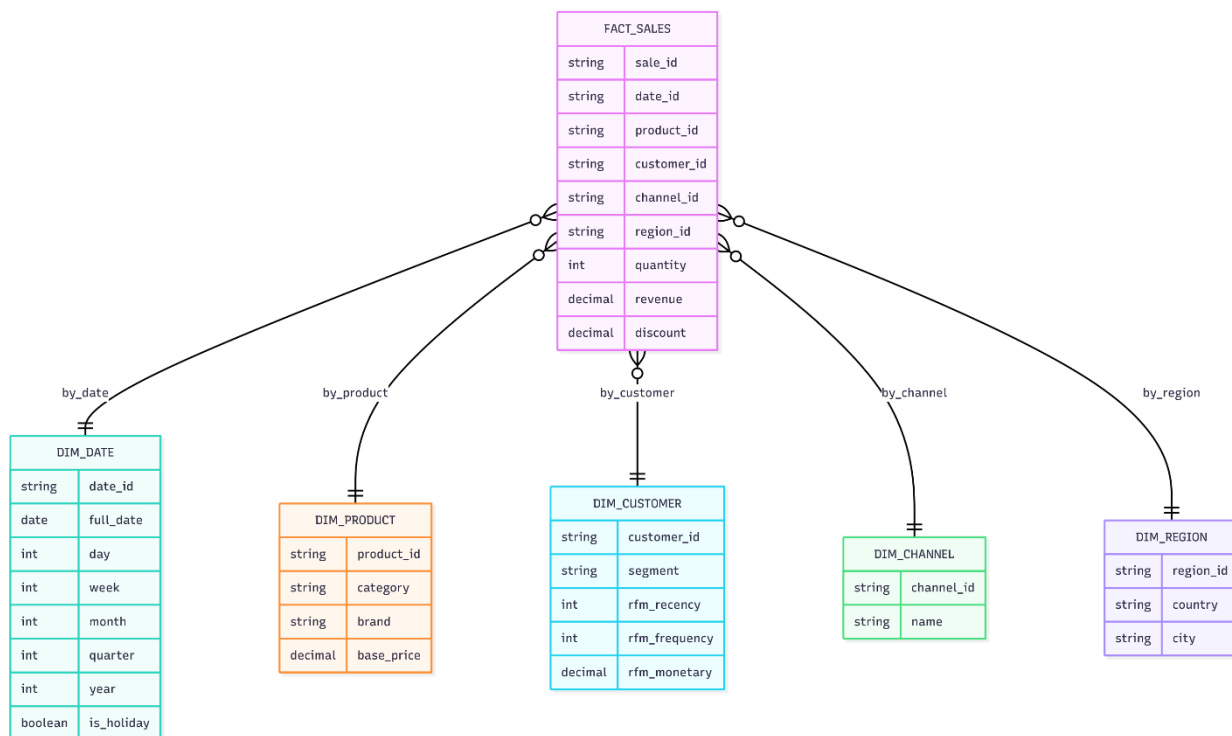 FACT_SALES
string sale_id
string date_id
string product_id
string customer_id
string channel_id
string region_id
int quantity
decimal revenue
decimal discount
by_date
by_product
by_customer
by_channel
by_region
DIM_DATE
string date_id
date full_date
int day
int week
int month
int quarter
int year
boolean is_holiday
DIM_PRODUCT
string product_id
string category
string brand
decimal base_price
DIM_CUSTOMER
string customer_id
string segment
int rfm_recency
int rfm_frequency
decimal rfm_monetary
DIM_CHANNEL
string channel_id
string name
DIM_REGION
string region_id
string country
string city